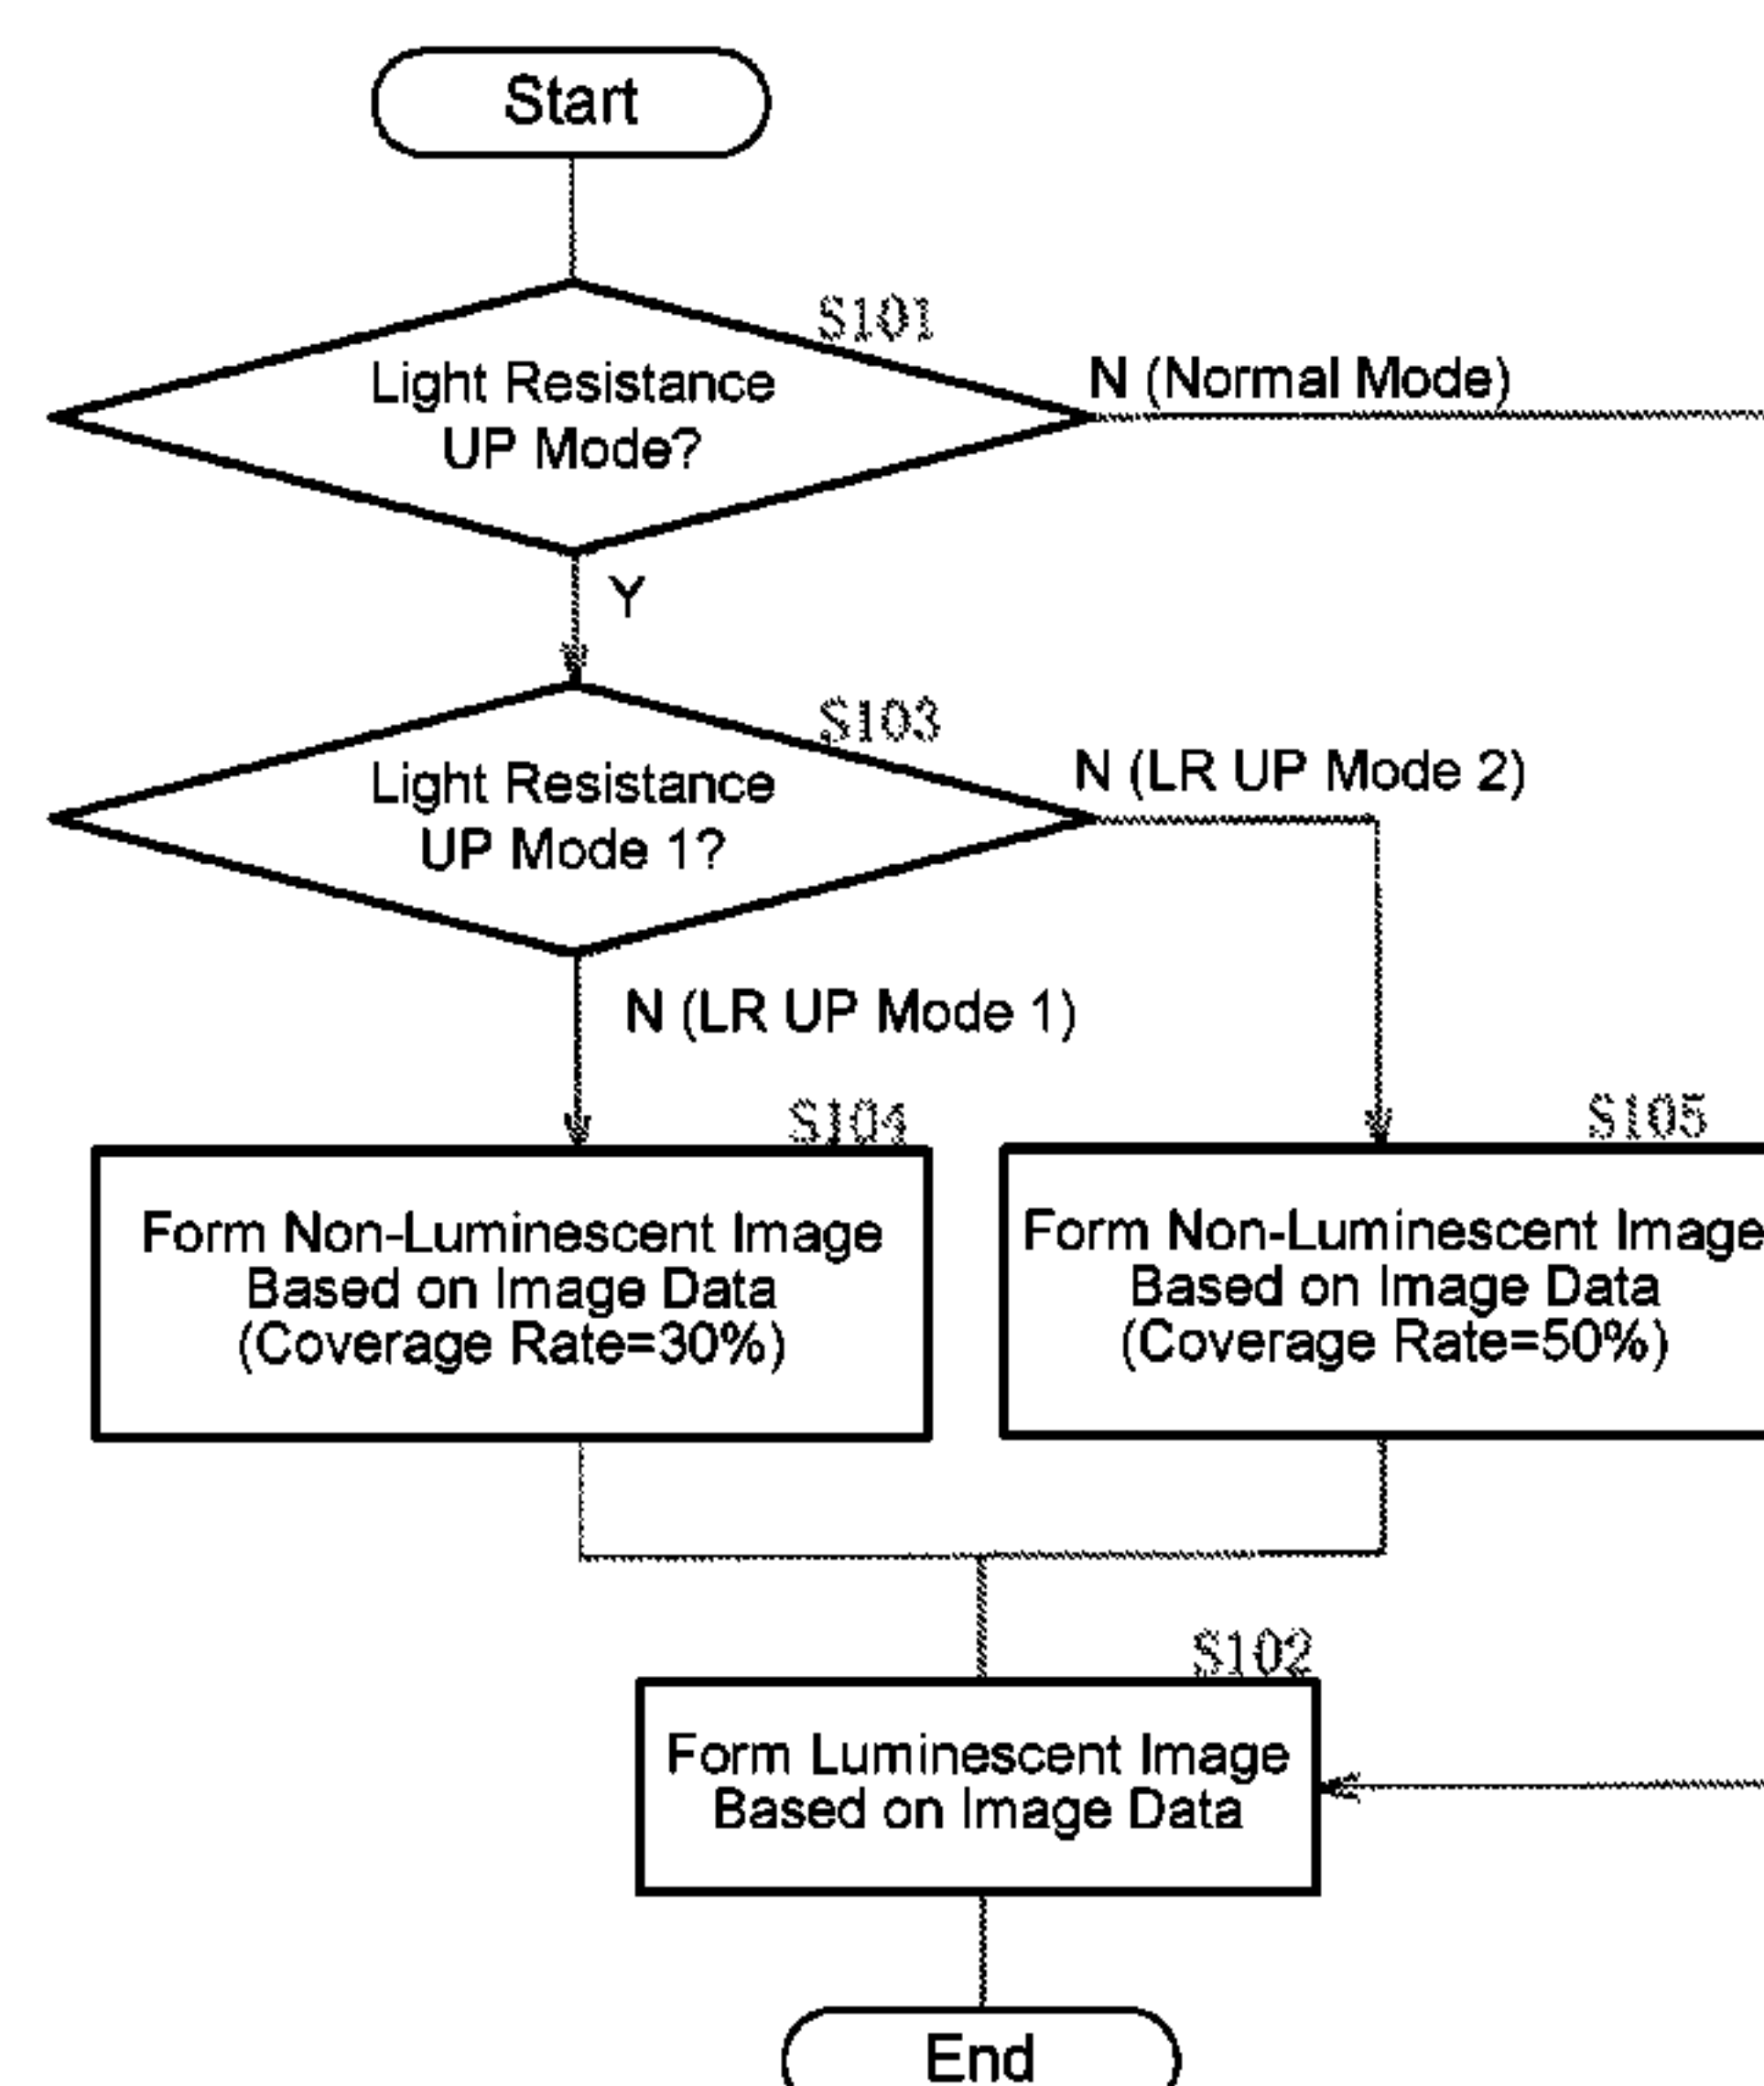 Start
S101
Light Resistance
UP Mode?
N (Normal Mode)
Y
S103
Light Resistance
UP Mode 1?
N (LR UP Mode 2)
N (LR UP Mode 1)
S104
Form Non-Luminescent Image
Based on Image Data
(Coverage Rate=30%)
S105
Form Non-Luminescent Image
Based on Image Data
(Coverage Rate=50%)
S102
Form Luminescent Image
Based on Image Data
End